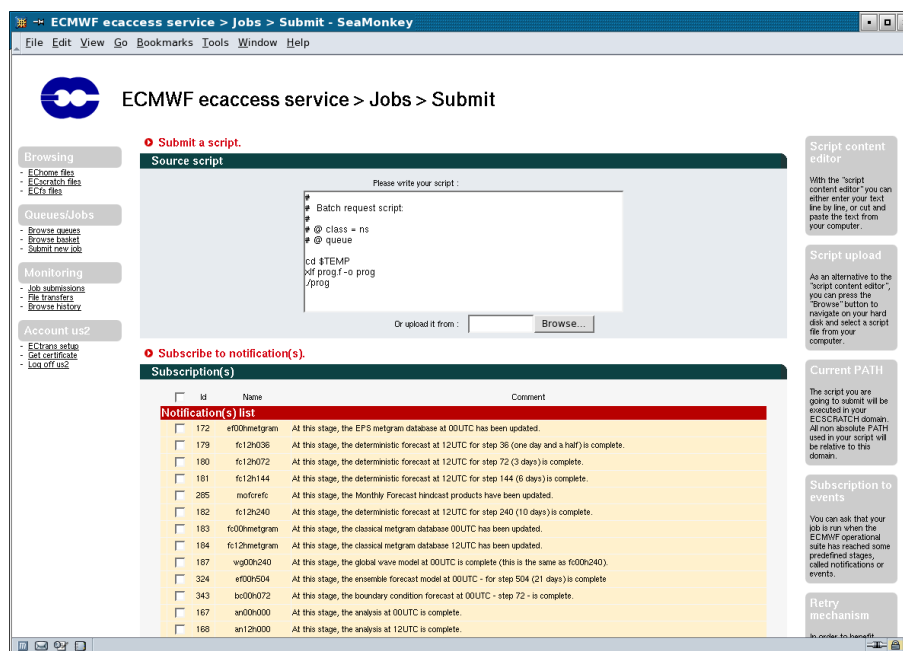 ECMWF ecaccess service > Jobs > Submit - SeaMonkey
File Edit View Go Bookmarks Tools Window Help
ECMWF ecaccess service > Jobs > Submit
Browsing
- EChome files
- ECscratch files
- ECfs files
Queues/Jobs
- Browse queues
- Browse basket
- Submit new job
Monitoring
- Job submissions
- File transfers
- Browse history
Account us2
- ECtrans setup
- Get certificate
- Log off us2
Submit a script.
Source script
Please write your script :
#
# Batch request script:
#
# @ class = ns
# @ queue
cd $TEMP
xlf prog.f -o prog
./prog
Or upload it from : Browse...
Subscribe to notification(s).
Subscription(s)
Id Name Comment
Notification(s) list
172 ef00hmetgram At this stage, the EPS metgram database at 00UTC has been updated.
179 fc12h036 At this stage, the deterministic forecast at 12UTC for step 36 (one day and a half) is complete.
180 fc12h072 At this stage, the deterministic forecast at 12UTC for step 72 (3 days) is complete.
181 fc12h144 At this stage, the deterministic forecast at 12UTC for step 144 (6 days) is complete.
285 mofcrefc At this stage, the Monthly Forecast hindcast products have been updated.
182 fc12h240 At this stage, the deterministic forecast at 12UTC for step 240 (10 days) is complete.
183 fc00hmetgram At this stage, the classical metgram database 00UTC has been updated.
184 fc12hmetgram At this stage, the classical metgram database 12UTC has been updated.
187 wg00h240 At this stage, the global wave model at 00UTC is complete (this is the same as fc00h240).
324 ef00h504 At this stage, the ensemble forecast model at 00UTC - for step 504 (21 days) is complete
343 bc00h072 At this stage, the boundary condition forecast at 00UTC - step 72 - is complete.
167 an00h000 At this stage, the analysis at 00UTC is complete.
168 an12h000 At this stage, the analysis at 12UTC is complete.
Script content
editor
With the "script
content editor" you can
either enter your text
line by line, or cut and
paste the text from
your computer.
Script upload
As an alternative to the
"script content editor",
you can press the
"Browse" button to
navigate on your hard
disk and select a script
file from your
computer.
Current PATH
The script you are
going to submit will be
executed in your
ECSCRATCH domain.
All non absolute PATH
used in your script will
be relative to this
domain.
Subscription to
events
You can ask that your
job is run when the
ECMWF operational
suite has reached some
predefined stages,
called notifications or
events.
Retry
mechanism
In order to benefit